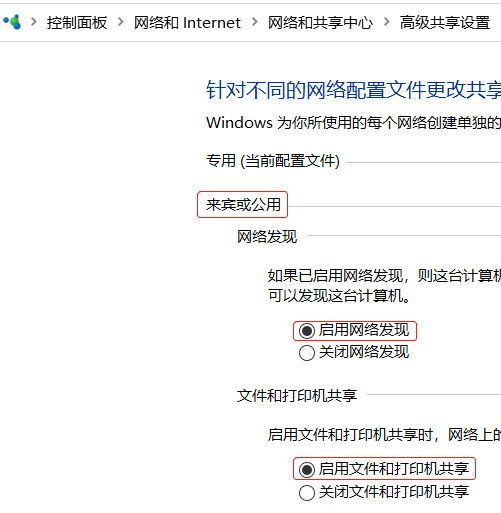 控制面板 > 网络和 Internet > 网络和共享中心 > 高级共享设置
针对不同的网络配置文件更改共享
Windows 为你所使用的每个网络创建单独的
专用 (当前配置文件)
来宾或公用
网络发现
如果已启用网络发现，则这台计算机
可以发现这台计算机。
启用网络发现
关闭网络发现
文件和打印机共享
启用文件和打印机共享时，网络上的
启用文件和打印机共享
关闭文件和打印机共享